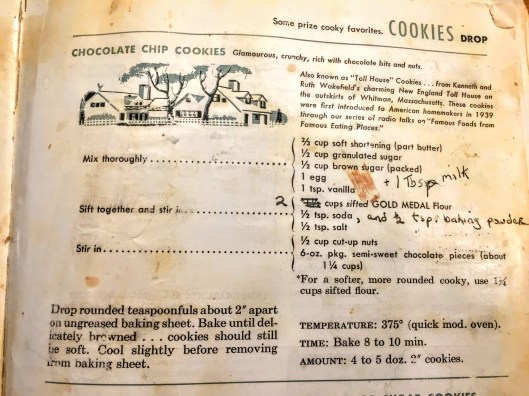 Some prize cooky favorites. COOKIES DROP
CHOCOLATE CHIP COOKIES Glamourous, crunchy, rich with chocolate bits and nuts.
Also known as "Toll House" Cookies . . . from Kenneth and
Ruth Wakefield's charming New England Toll House on
the outskirts of Whitman, Massachusetts. These cookies
were first introduced to American homemakers in 1939
through our series of radio talks on "Famous Foods from
Famous Eating Places."
⅔ cup soft shortening (part butter)
½ cup granulated sugar
Mix thoroughly
½ cup brown sugar (packed)
1 egg
1 tsp. vanilla + 1 Tbsp milk
Sift together and stir in
2 cups sifted GOLD MEDAL Flour
½ tsp. soda, and ½ tsp. baking powder
½ tsp. salt
Stir in
½ cup cut-up nuts
6-oz. pkg. semi-sweet chocolate pieces (about
1¼ cups)
*For a softer, more rounded cooky, use
cups sifted flour.
Drop rounded teaspoonfuls about 2" apart
on ungreased baking sheet. Bake until del-
icately browned . . . cookies should still
be soft. Cool slightly before removing
from baking sheet.
TEMPERATURE: 375° (quick mod. oven).
TIME: Bake 8 to 10 min.
AMOUNT: 4 to 5 doz. 2" cookies.